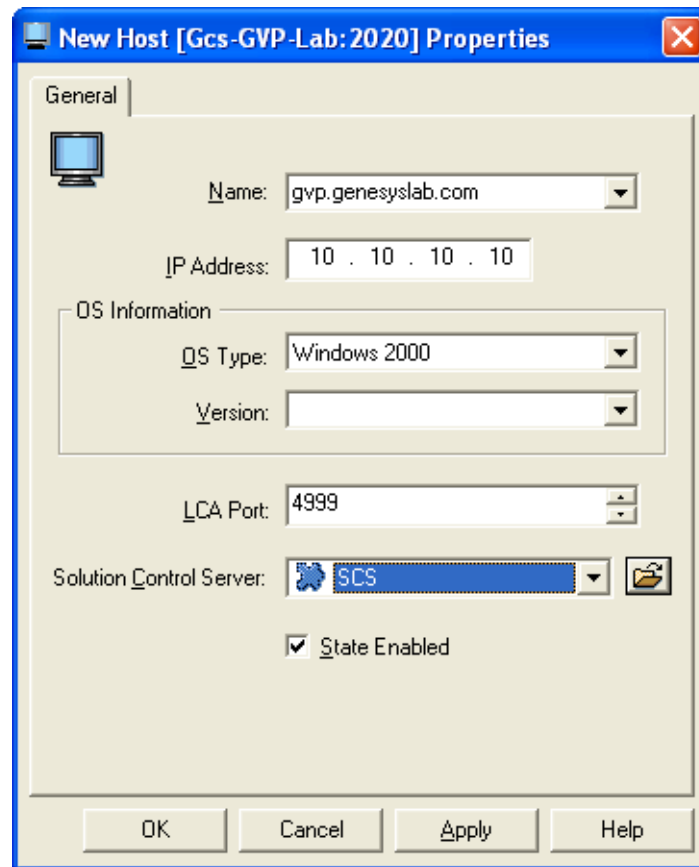 New Host [Gcs-GVP-Lab:2020] Properties
General
Name: gvp.genesyslab.com
IP Address: 10 . 10 . 10 . 10
OS Information
OS Type: Windows 2000
Version:
LCA Port: 4999
Solution Control Server: SCS
State Enabled
OK Cancel Apply Help